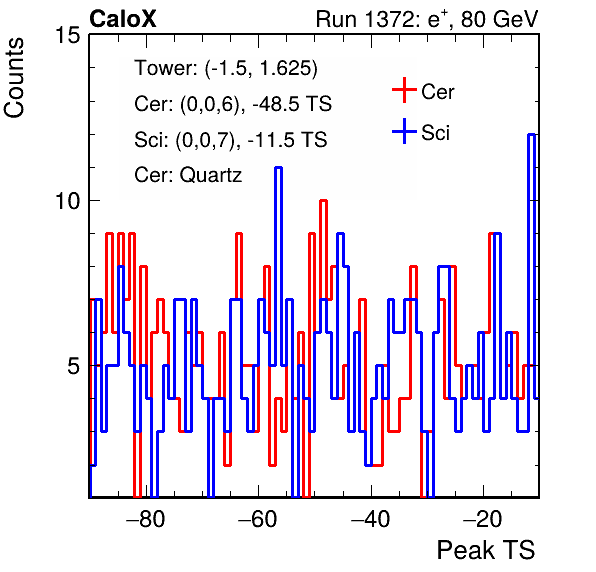 CaloX Run 1372: e⁺, 80 GeV
Counts
15
10
5
Tower: (-1.5, 1.625)
Cer: (0,0,6), -48.5 TS
Sci: (0,0,7), -11.5 TS
Cer: Quartz
Cer
Sci
−80 −60 −40 −20
Peak TS